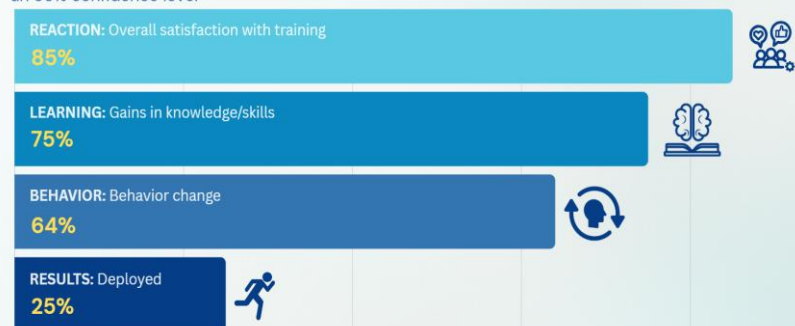 REACTION: Overall satisfaction with training
85%
LEARNING: Gains in knowledge/skills
75%
BEHAVIOR: Behavior change
64%
RESULTS: Deployed
25%